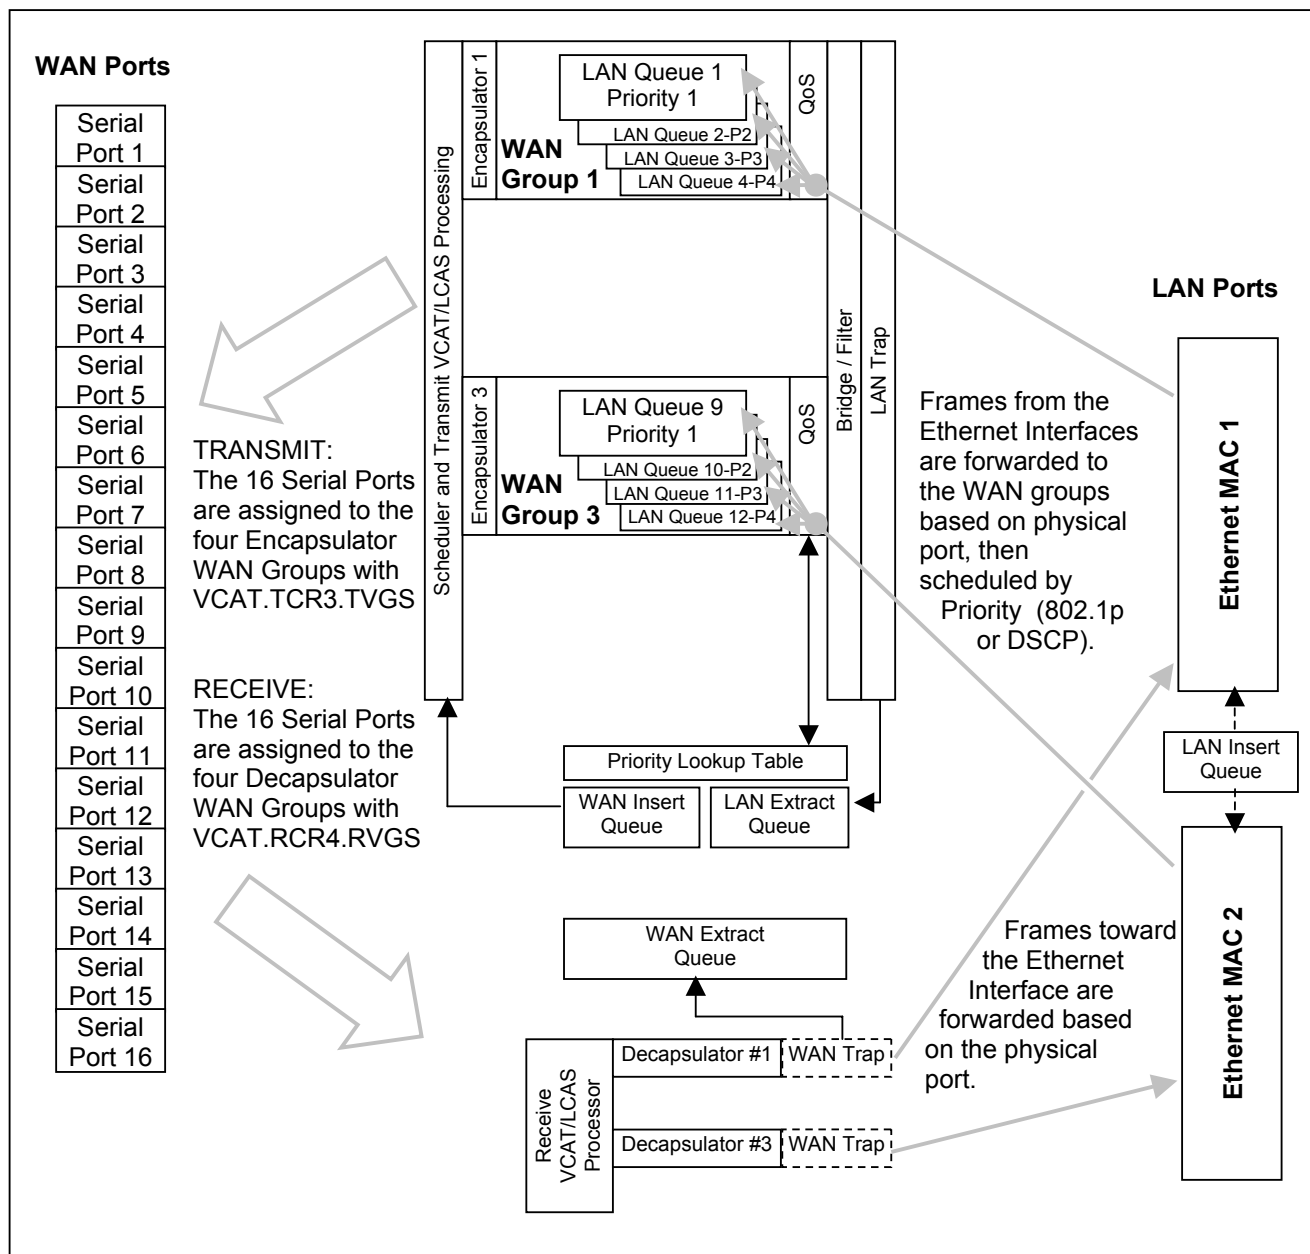 WAN Ports
Serial
Port 1
Serial
Port 2
Serial
Port 3
Serial
Port 4
Serial
Port 5
Serial
Port 6
Serial
Port 7
Serial
Port 8
Serial
Port 9
Serial
Port 10
Serial
Port 11
Serial
Port 12
Serial
Port 13
Serial
Port 14
Serial
Port 15
Serial
Port 16
TRANSMIT:
The 16 Serial Ports
are assigned to the
four Encapsulator
WAN Groups with
VCAT.TCR3.TVGS
RECEIVE:
The 16 Serial Ports
are assigned to the
four Decapsulator
WAN Groups with
VCAT.RCR4.RVGS
Scheduler and Transmit VCAT/LCAS Processing
Encapsulator 1
WAN
Group 1
LAN Queue 1
Priority 1
LAN Queue 2-P2
LAN Queue 3-P3
LAN Queue 4-P4
QoS
Encapsulator 3
WAN
Group 3
LAN Queue 9
Priority 1
LAN Queue 10-P2
LAN Queue 11-P3
LAN Queue 12-P4
QoS
Bridge / Filter
LAN Trap
Priority Lookup Table
WAN Insert
Queue
LAN Extract
Queue
WAN Extract
Queue
Receive
VCAT/LCAS
Processor
Decapsulator #1
WAN Trap
Decapsulator #3
WAN Trap
LAN Ports
Frames from the
Ethernet Interfaces
are forwarded to
the WAN groups
based on physical
port, then
scheduled by
Priority (802.1p
or DSCP).
Ethernet MAC 1
LAN Insert
Queue
Ethernet MAC 2
Frames toward
the Ethernet
Interface are
forwarded based
on the physical
port.